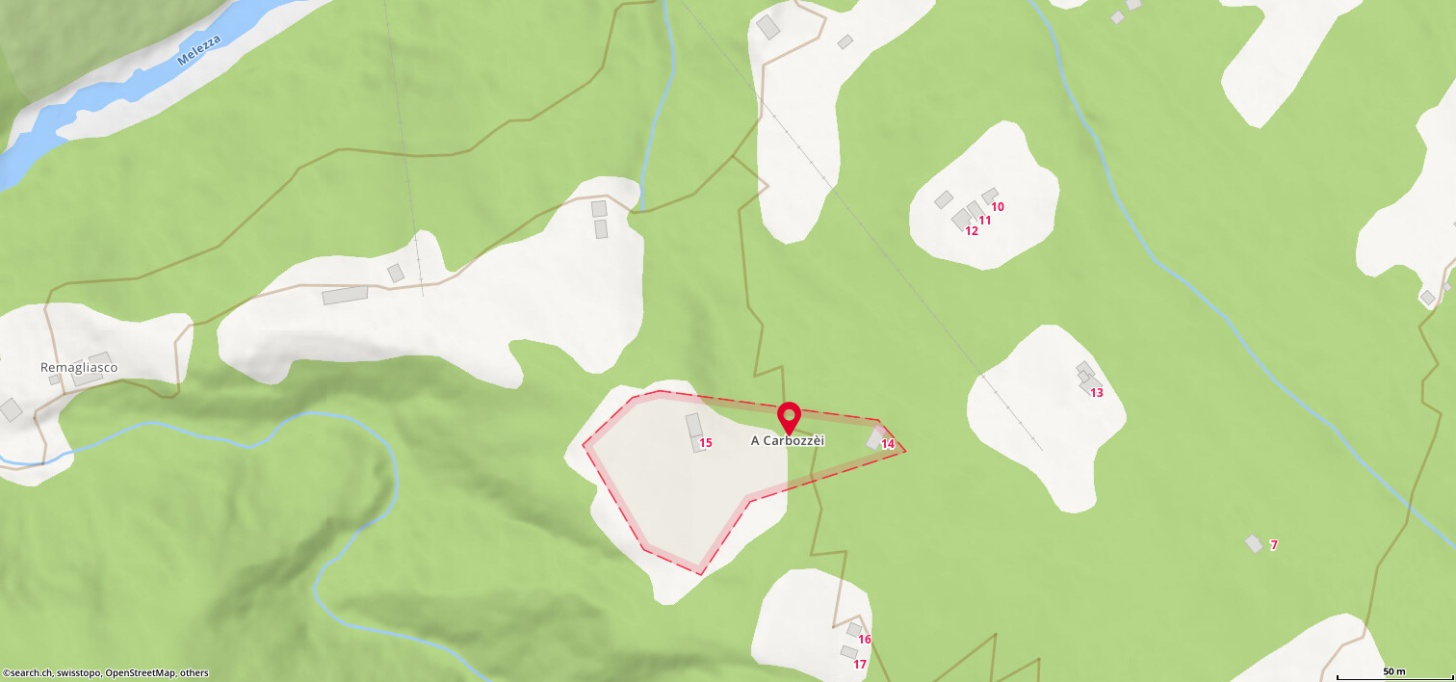 Melezza
10
11
12
Remagliasco
13
15
A Carbozzèi
14
7
16
17
©search.ch, swisstopo, OpenStreetMap, others
50 m